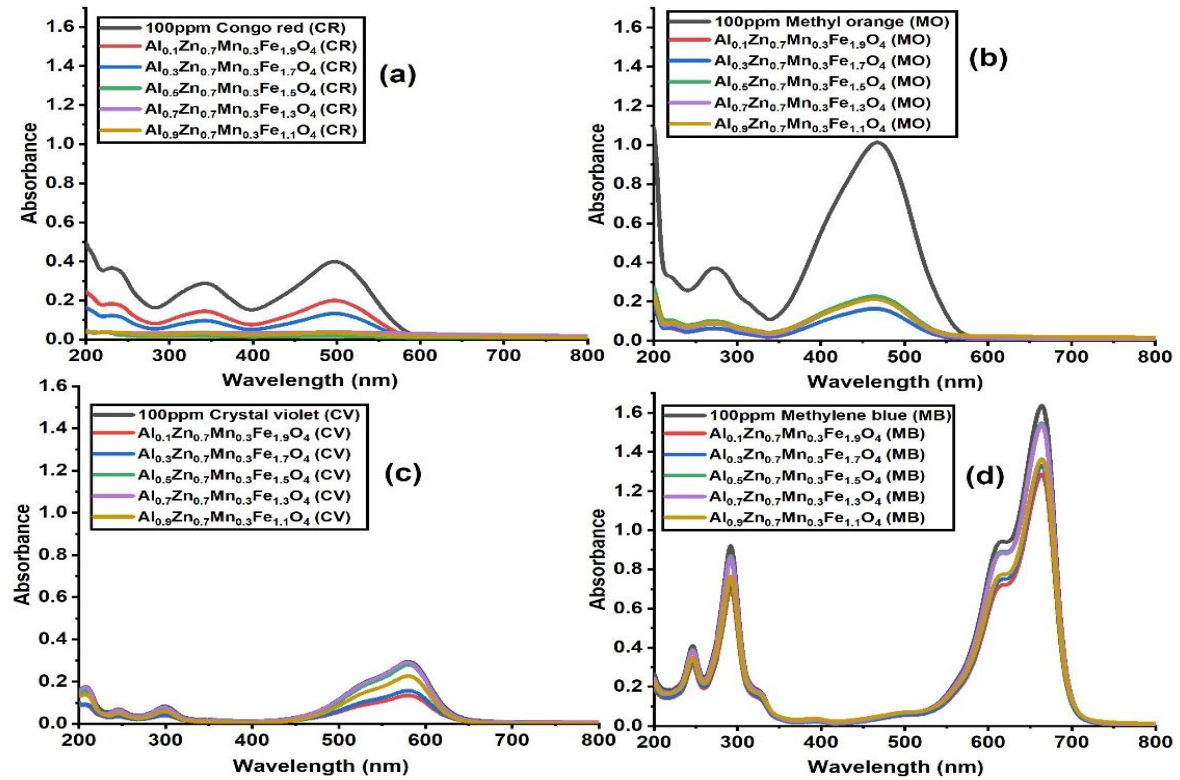 100ppm Congo red (CR)
Al₀.₁Zn₀.₇Mn₀.₃Fe₁.₉O₄ (CR)
Al₀.₃Zn₀.₇Mn₀.₃Fe₁.₇O₄ (CR)
Al₀.₅Zn₀.₇Mn₀.₃Fe₁.₅O₄ (CR)
Al₀.₇Zn₀.₇Mn₀.₃Fe₁.₃O₄ (CR)
Al₀.₉Zn₀.₇Mn₀.₃Fe₁.₁O₄ (CR)
(a)
Absorbance
1.6
1.4
1.2
1.0
0.8
0.6
0.4
0.2
0.0
200 300 400 500 600 700 800
Wavelength (nm)
100ppm Methyl orange (MO)
Al₀.₁Zn₀.₇Mn₀.₃Fe₁.₉O₄ (MO)
Al₀.₃Zn₀.₇Mn₀.₃Fe₁.₇O₄ (MO)
Al₀.₅Zn₀.₇Mn₀.₃Fe₁.₅O₄ (MO)
Al₀.₇Zn₀.₇Mn₀.₃Fe₁.₃O₄ (MO)
Al₀.₉Zn₀.₇Mn₀.₃Fe₁.₁O₄ (MO)
(b)
Absorbance
1.6
1.4
1.2
1.0
0.8
0.6
0.4
0.2
0.0
200 300 400 500 600 700 800
Wavelength (nm)
100ppm Crystal violet (CV)
Al₀.₁Zn₀.₇Mn₀.₃Fe₁.₉O₄ (CV)
Al₀.₃Zn₀.₇Mn₀.₃Fe₁.₇O₄ (CV)
Al₀.₅Zn₀.₇Mn₀.₃Fe₁.₅O₄ (CV)
Al₀.₇Zn₀.₇Mn₀.₃Fe₁.₃O₄ (CV)
Al₀.₉Zn₀.₇Mn₀.₃Fe₁.₁O₄ (CV)
(c)
Absorbance
1.6
1.4
1.2
1.0
0.8
0.6
0.4
0.2
0.0
200 300 400 500 600 700 800
Wavelength (nm)
100ppm Methylene blue (MB)
Al₀.₁Zn₀.₇Mn₀.₃Fe₁.₉O₄ (MB)
Al₀.₃Zn₀.₇Mn₀.₃Fe₁.₇O₄ (MB)
Al₀.₅Zn₀.₇Mn₀.₃Fe₁.₅O₄ (MB)
Al₀.₇Zn₀.₇Mn₀.₃Fe₁.₃O₄ (MB)
Al₀.₉Zn₀.₇Mn₀.₃Fe₁.₁O₄ (MB)
(d)
Absorbance
1.6
1.4
1.2
1.0
0.8
0.6
0.4
0.2
0.0
200 300 400 500 600 700 800
Wavelength (nm)